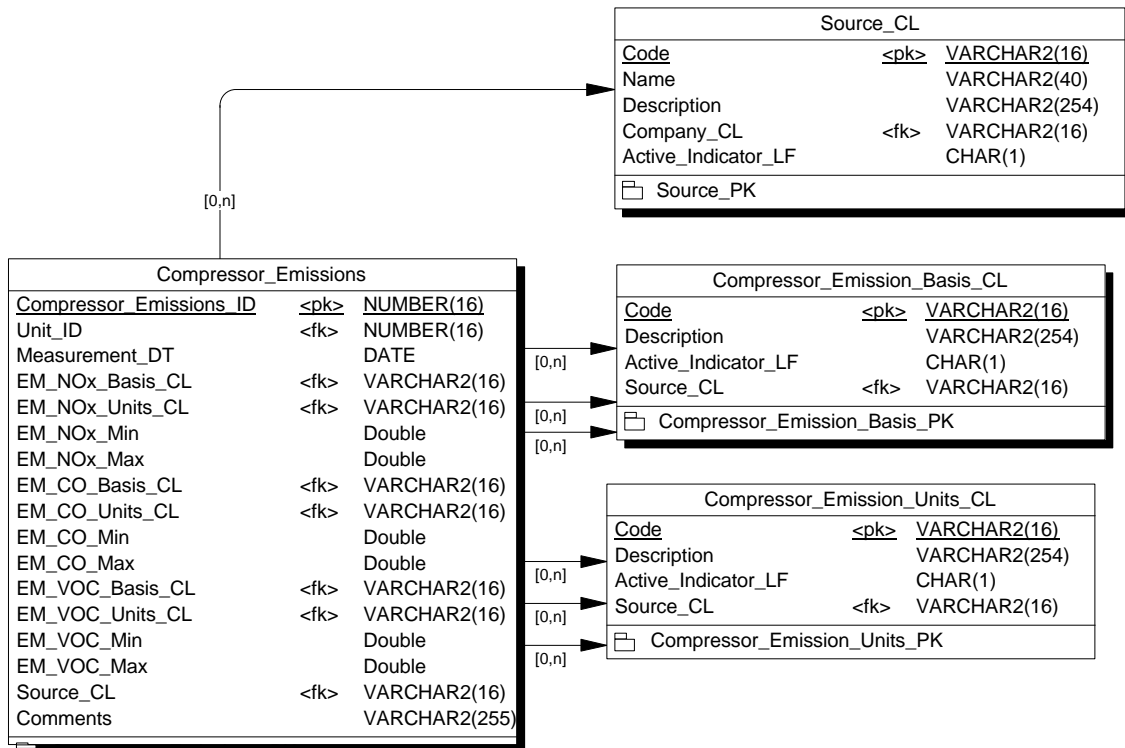 Source_CL
Code <pk> VARCHAR2(16)
Name VARCHAR2(40)
Description VARCHAR2(254)
Company_CL <fk> VARCHAR2(16)
Active_Indicator_LF CHAR(1)
Source_PK
[0,n]
Compressor_Emissions
Compressor_Emissions_ID <pk> NUMBER(16)
Unit_ID <fk> NUMBER(16)
Measurement_DT DATE
EM_NOx_Basis_CL <fk> VARCHAR2(16)
EM_NOx_Units_CL <fk> VARCHAR2(16)
EM_NOx_Min Double
EM_NOx_Max Double
EM_CO_Basis_CL <fk> VARCHAR2(16)
EM_CO_Units_CL <fk> VARCHAR2(16)
EM_CO_Min Double
EM_CO_Max Double
EM_VOC_Basis_CL <fk> VARCHAR2(16)
EM_VOC_Units_CL <fk> VARCHAR2(16)
EM_VOC_Min Double
EM_VOC_Max Double
Source_CL <fk> VARCHAR2(16)
Comments VARCHAR2(255)
[0,n]
[0,n]
[0,n]
Compressor_Emission_Basis_CL
Code <pk> VARCHAR2(16)
Description VARCHAR2(254)
Active_Indicator_LF CHAR(1)
Source_CL <fk> VARCHAR2(16)
Compressor_Emission_Basis_PK
[0,n]
[0,n]
[0,n]
Compressor_Emission_Units_CL
Code <pk> VARCHAR2(16)
Description VARCHAR2(254)
Active_Indicator_LF CHAR(1)
Source_CL <fk> VARCHAR2(16)
Compressor_Emission_Units_PK